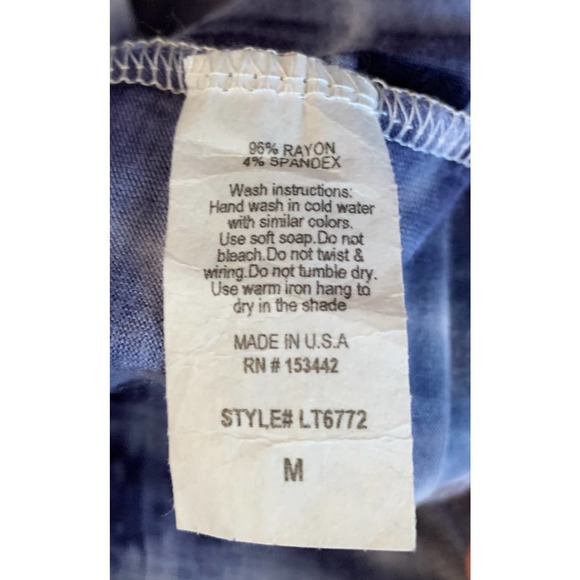 96% RAYON
4% SPANDEX
Wash instructions:
Hand wash in cold water
with similar colors.
Use soft soap.Do not
bleach.Do not twist &
wiring.Do not tumble dry.
Use warm iron hang to
dry in the shade
MADE IN U.S.A
RN # 153442
STYLE# LT6772
M